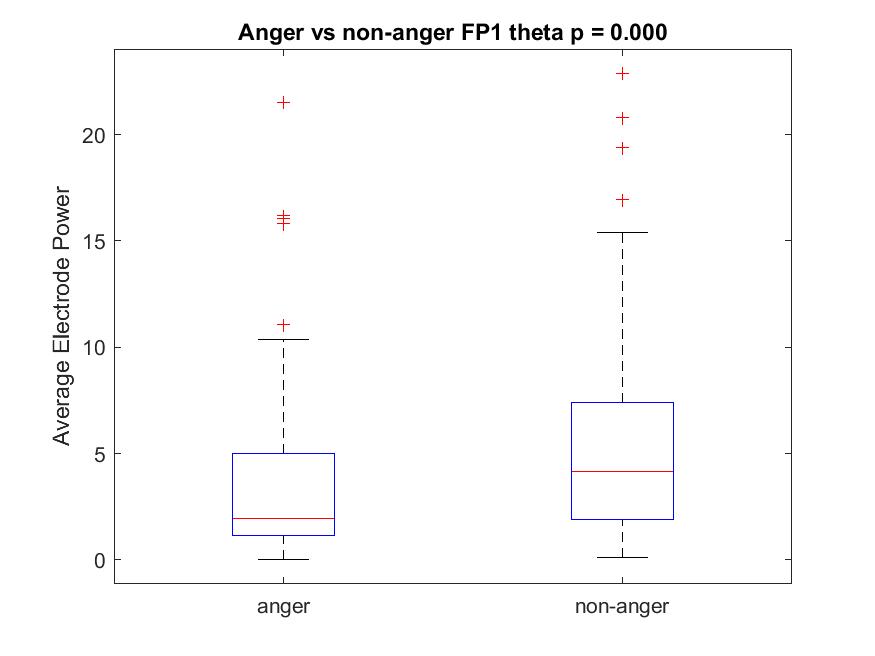 Anger vs non-anger FP1 theta p = 0.000
Average Electrode Power
20
15
10
5
0
anger
non-anger